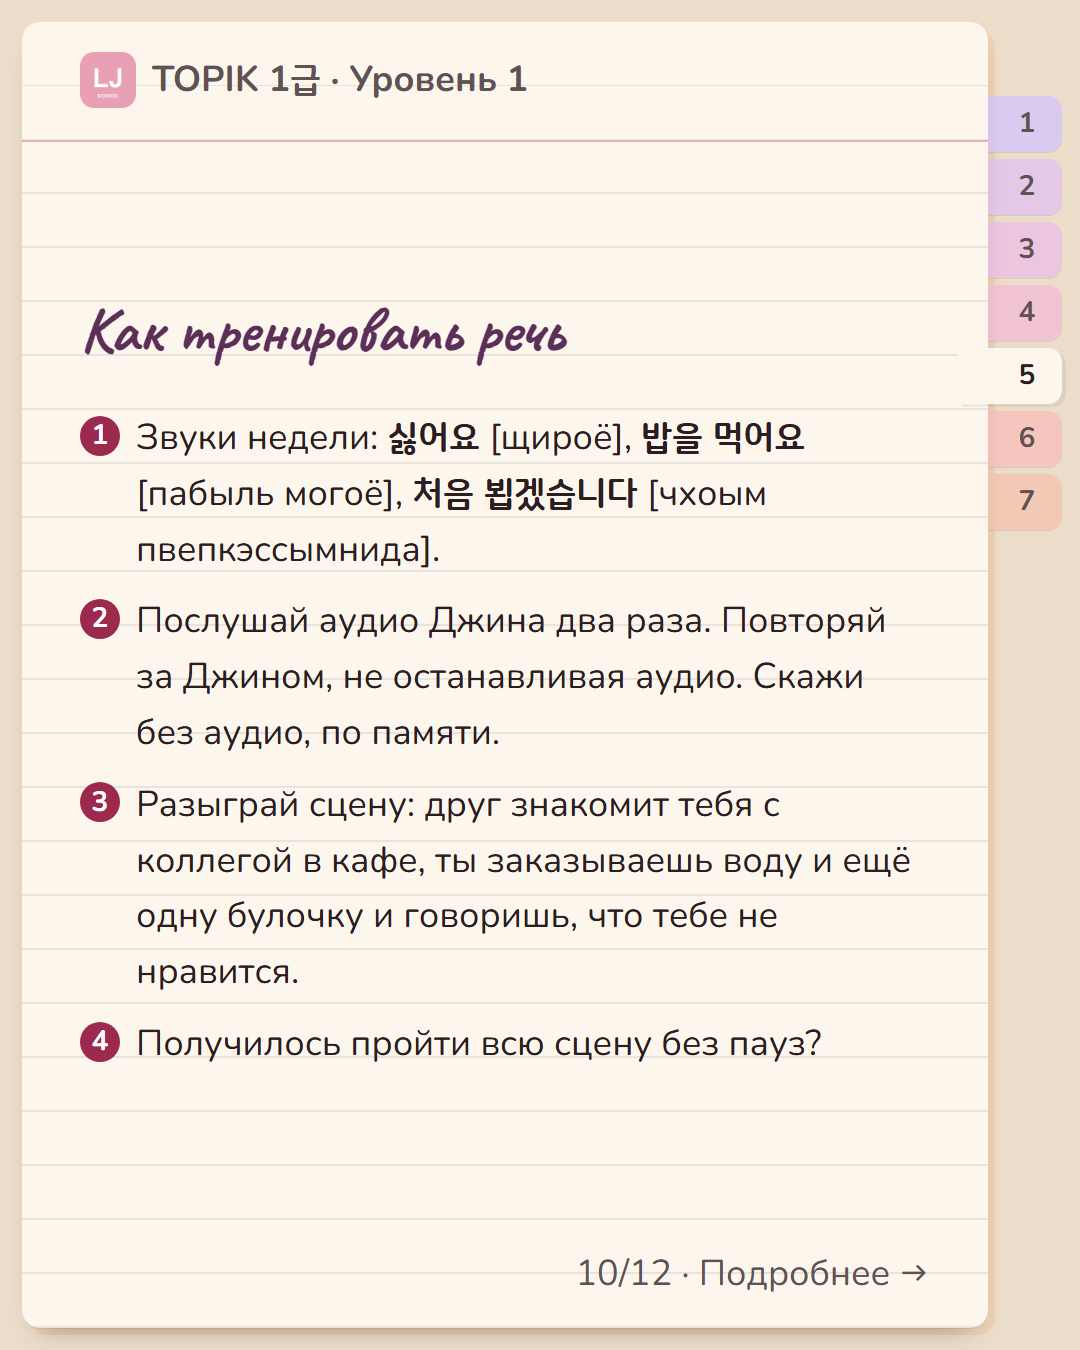 LJ
SCHOOL
TOPIK 1급 · Уровень 1
1
2
3
4
5
6
7
Как тренировать речь
1 Звуки недели: 싫어요 [щироё], 밥을 먹어요
[пабыль могоё], 처음 뵙겠습니다 [чхоым
пвепкэссымнида].
2 Послушай аудио Джина два раза. Повторяй
за Джином, не останавливая аудио. Скажи
без аудио, по памяти.
3 Разыграй сцену: друг знакомит тебя с
коллегой в кафе, ты заказываешь воду и ещё
одну булочку и говоришь, что тебе не
нравится.
4 Получилось пройти всю сцену без пауз?
10/12 · Подробнее →